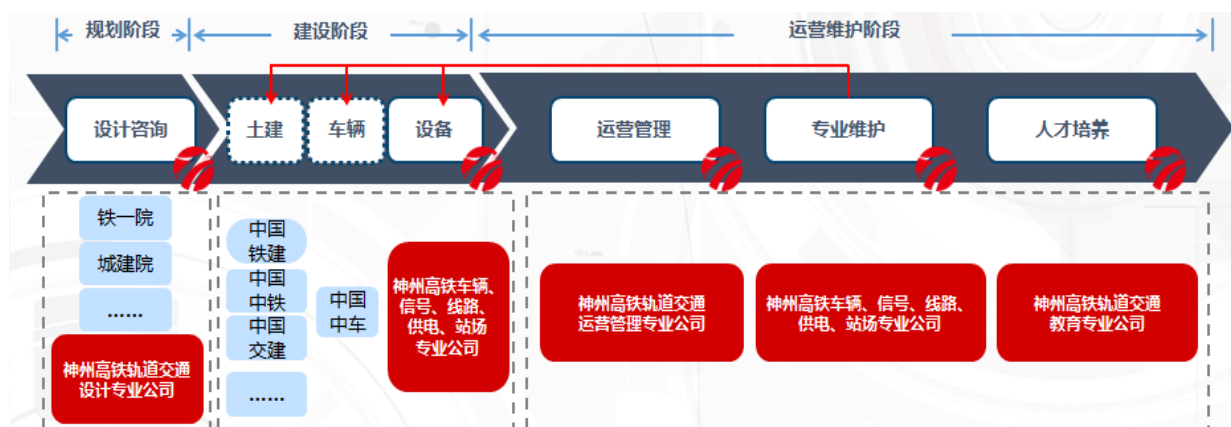 规划阶段
建设阶段
运营维护阶段
设计咨询
土建
车辆
设备
运营管理
专业维护
人才培养
铁一院
城建院
……
神州高铁轨道交通
设计专业公司
中国
铁建
中国
中铁
中国
交建
……
中国
中车
神州高铁车辆、
信号、线路、
供电、站场
专业公司
神州高铁轨道交通
运营管理专业公司
神州高铁车辆、信号、线路、
供电、站场专业公司
神州高铁轨道交通
教育专业公司